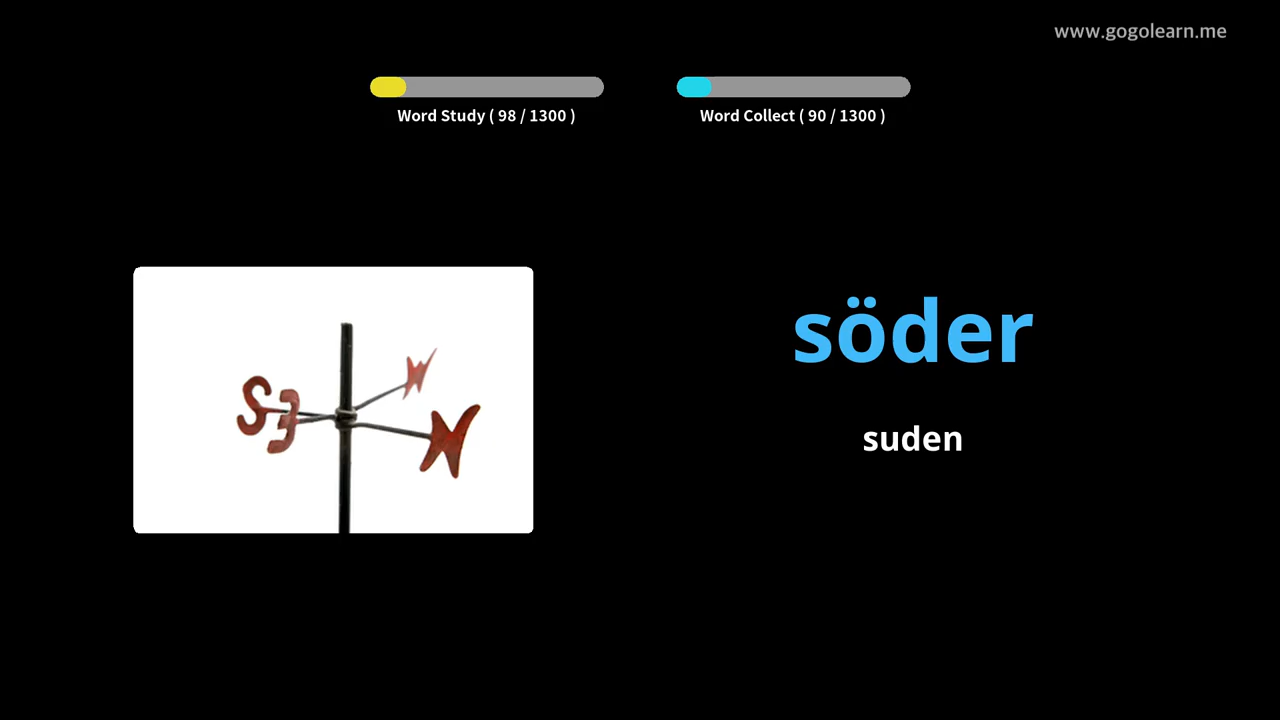 www.gogolearn.me
Word Study ( 98 / 1300 )
Word Collect ( 90 / 1300 )
söder
suden
S
E
N
W